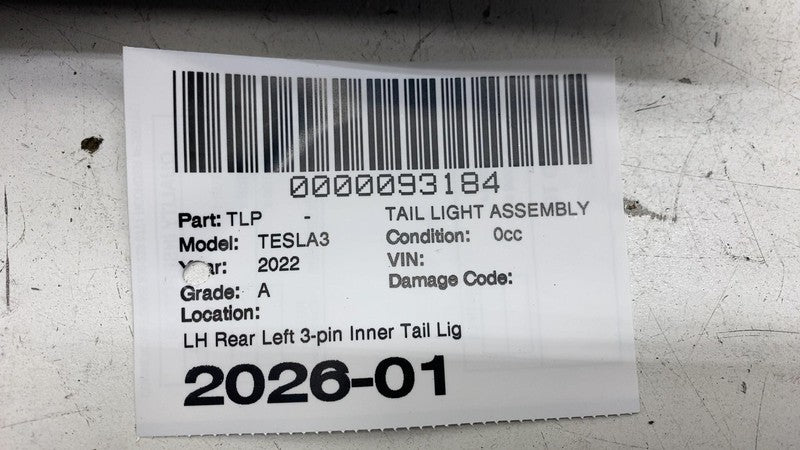 0000093184
Part: TLP - TAIL LIGHT ASSEMBLY
Model: TESLA3 Condition: 0cc
2022 VIN:
Grade: A Damage Code:
Location:
LH Rear Left 3-pin Inner Tail Lig
2026-01